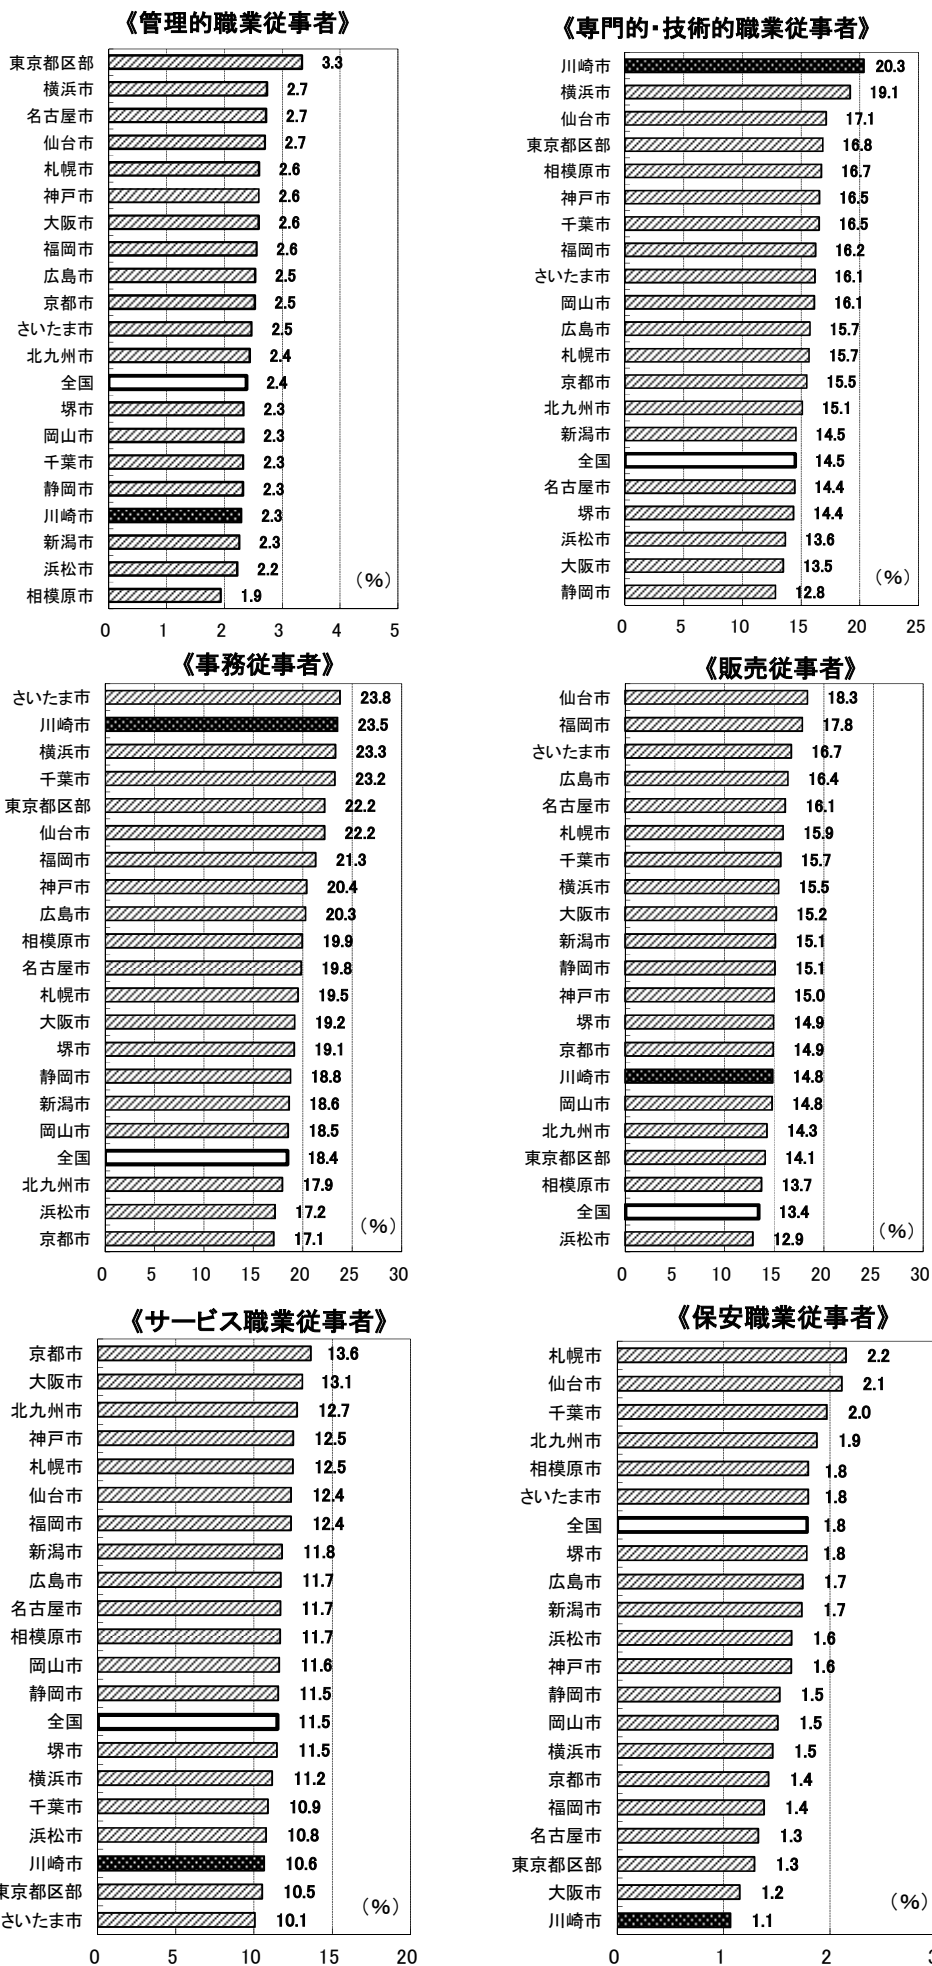 《管理的職業従事者》
東京都区部 3.3
横浜市 2.7
名古屋市 2.7
仙台市 2.7
札幌市 2.6
神戸市 2.6
大阪市 2.6
福岡市 2.6
広島市 2.5
京都市 2.5
さいたま市 2.5
北九州市 2.4
全国 2.4
堺市 2.3
岡山市 2.3
千葉市 2.3
静岡市 2.3
川崎市 2.3
新潟市 2.3
浜松市 2.2
相模原市 1.9
(%)
0 1 2 3 4 5
《専門的・技術的職業従事者》
川崎市 20.3
横浜市 19.1
仙台市 17.1
東京都区部 16.8
相模原市 16.7
神戸市 16.5
千葉市 16.5
福岡市 16.2
さいたま市 16.1
岡山市 16.1
広島市 15.7
札幌市 15.7
京都市 15.5
北九州市 15.1
新潟市 14.5
全国 14.5
名古屋市 14.4
堺市 14.4
浜松市 13.6
大阪市 13.5
静岡市 12.8
(%)
0 5 10 15 20 25
《事務従事者》
さいたま市 23.8
川崎市 23.5
横浜市 23.3
千葉市 23.2
東京都区部 22.2
仙台市 22.2
福岡市 21.3
神戸市 20.4
広島市 20.3
相模原市 19.9
名古屋市 19.8
札幌市 19.5
大阪市 19.2
堺市 19.1
静岡市 18.8
新潟市 18.6
岡山市 18.5
全国 18.4
北九州市 17.9
浜松市 17.2
京都市 17.1
(%)
0 5 10 15 20 25 30
《販売従事者》
仙台市 18.3
福岡市 17.8
さいたま市 16.7
広島市 16.4
名古屋市 16.1
札幌市 15.9
千葉市 15.7
横浜市 15.5
大阪市 15.2
新潟市 15.1
静岡市 15.1
神戸市 15.0
堺市 14.9
京都市 14.9
川崎市 14.8
岡山市 14.8
北九州市 14.3
東京都区部 14.1
相模原市 13.7
全国 13.4
浜松市 12.9
(%)
0 5 10 15 20 25 30
《サービス職業従事者》
京都市 13.6
大阪市 13.1
北九州市 12.7
神戸市 12.5
札幌市 12.5
仙台市 12.4
福岡市 12.4
新潟市 11.8
広島市 11.7
名古屋市 11.7
相模原市 11.7
岡山市 11.6
静岡市 11.5
全国 11.5
堺市 11.5
横浜市 11.2
千葉市 10.9
浜松市 10.8
川崎市 10.6
東京都区部 10.5
さいたま市 10.1
(%)
0 5 10 15 20
《保安職業従事者》
札幌市 2.2
仙台市 2.1
千葉市 2.0
北九州市 1.9
相模原市 1.8
さいたま市 1.8
全国 1.8
堺市 1.8
広島市 1.7
新潟市 1.7
浜松市 1.6
神戸市 1.6
静岡市 1.5
岡山市 1.5
横浜市 1.5
京都市 1.4
福岡市 1.4
名古屋市 1.3
東京都区部 1.3
大阪市 1.2
川崎市 1.1
(%)
0 1 2 3